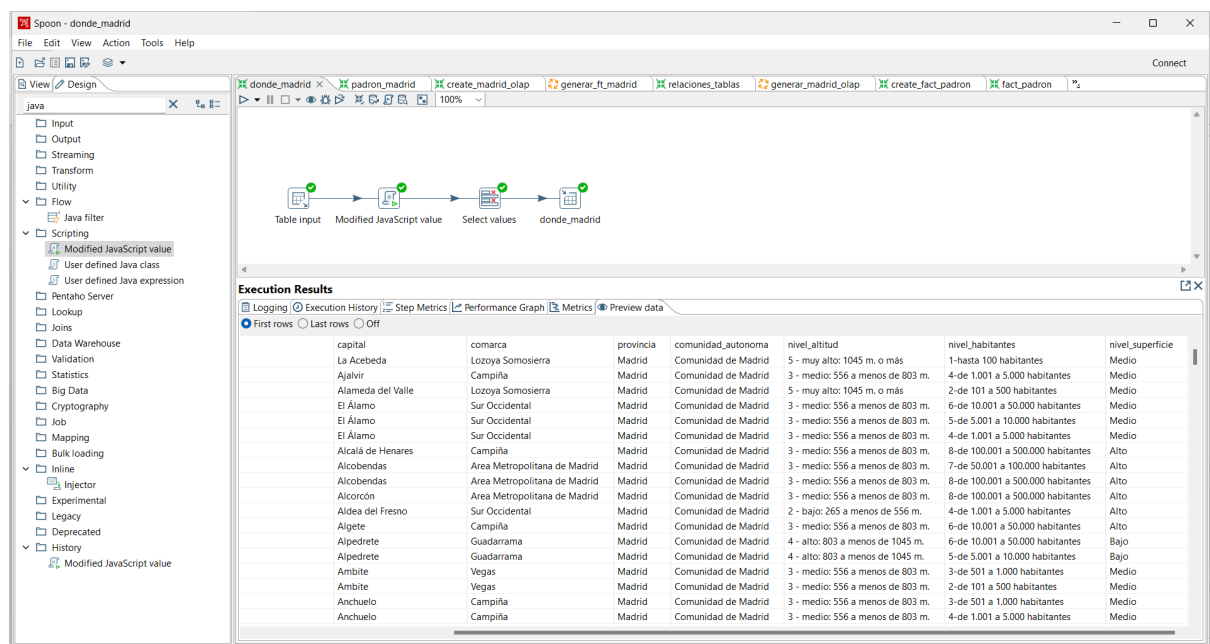 Spoon - donde_madrid
File Edit View Action Tools Help
Connect
View Design
java
Input
Output
Streaming
Transform
Utility
Flow
Java filter
Scripting
Modified JavaScript value
User defined Java class
User defined Java expression
Pentaho Server
Lookup
Joins
Data Warehouse
Validation
Statistics
Big Data
Cryptography
Job
Mapping
Bulk loading
Inline
Injector
Experimental
Legacy
Deprecated
History
Modified JavaScript value
donde_madrid padron_madrid create_madrid_olap generar_ft_madrid relaciones_tablas generar_madrid_olap create_fact_padron fact_padron »4
100%
Table input Modified JavaScript value Select values donde_madrid
Execution Results
Logging Execution History Step Metrics Performance Graph Metrics Preview data
First rows Last rows Off
capital comarca provincia comunidad_autonoma nivel_altitud nivel_habitantes nivel_superficie
La Acebeda Lozoya Somosierra Madrid Comunidad de Madrid 5 - muy alto: 1045 m. o más 1-hasta 100 habitantes Medio
Ajalvir Campiña Madrid Comunidad de Madrid 3 - medio: 556 a menos de 803 m. 4-de 1.001 a 5.000 habitantes Medio
Alameda del Valle Lozoya Somosierra Madrid Comunidad de Madrid 5 - muy alto: 1045 m. o más 2-de 101 a 500 habitantes Medio
El Álamo Sur Occidental Madrid Comunidad de Madrid 3 - medio: 556 a menos de 803 m. 6-de 10.001 a 50.000 habitantes Medio
El Álamo Sur Occidental Madrid Comunidad de Madrid 3 - medio: 556 a menos de 803 m. 5-de 5.001 a 10.000 habitantes Medio
El Álamo Sur Occidental Madrid Comunidad de Madrid 3 - medio: 556 a menos de 803 m. 4-de 1.001 a 5.000 habitantes Medio
Alcalá de Henares Campiña Madrid Comunidad de Madrid 3 - medio: 556 a menos de 803 m. 8-de 100.001 a 500.000 habitantes Alto
Alcobendas Area Metropolitana de Madrid Madrid Comunidad de Madrid 3 - medio: 556 a menos de 803 m. 7-de 50.001 a 100.000 habitantes Alto
Alcobendas Area Metropolitana de Madrid Madrid Comunidad de Madrid 3 - medio: 556 a menos de 803 m. 8-de 100.001 a 500.000 habitantes Alto
Alcorcón Area Metropolitana de Madrid Madrid Comunidad de Madrid 3 - medio: 556 a menos de 803 m. 8-de 100.001 a 500.000 habitantes Alto
Aldea del Fresno Sur Occidental Madrid Comunidad de Madrid 2 - bajo: 265 a menos de 556 m. 4-de 1.001 a 5.000 habitantes Alto
Algete Campiña Madrid Comunidad de Madrid 3 - medio: 556 a menos de 803 m. 6-de 10.001 a 50.000 habitantes Alto
Alpedrete Guadarrama Madrid Comunidad de Madrid 4 - alto: 803 a menos de 1045 m. 6-de 10.001 a 50.000 habitantes Bajo
Alpedrete Guadarrama Madrid Comunidad de Madrid 4 - alto: 803 a menos de 1045 m. 5-de 5.001 a 10.000 habitantes Bajo
Ambite Vegas Madrid Comunidad de Madrid 3 - medio: 556 a menos de 803 m. 3-de 501 a 1.000 habitantes Medio
Ambite Vegas Madrid Comunidad de Madrid 3 - medio: 556 a menos de 803 m. 2-de 101 a 500 habitantes Medio
Anchuelo Campiña Madrid Comunidad de Madrid 3 - medio: 556 a menos de 803 m. 3-de 501 a 1.000 habitantes Medio
Anchuelo Campiña Madrid Comunidad de Madrid 3 - medio: 556 a menos de 803 m. 4-de 1.001 a 5.000 habitantes Medio